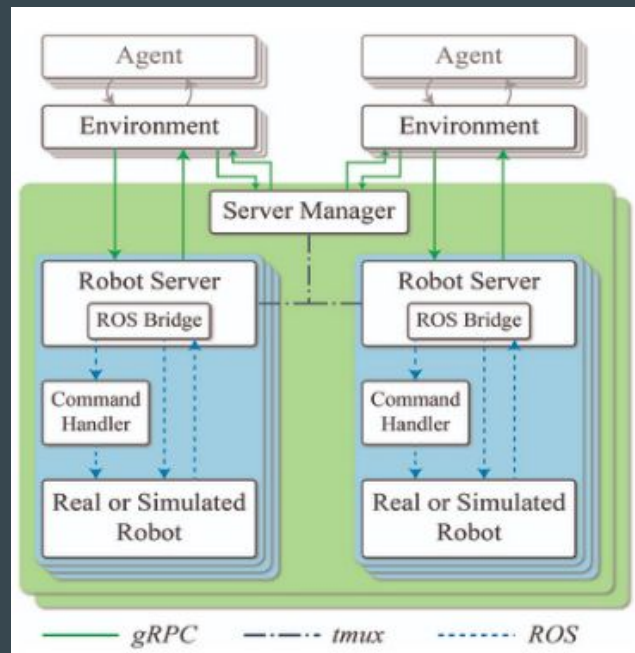 Agent
Agent
Environment
Environment
Server Manager
Robot Server
Robot Server
ROS Bridge
ROS Bridge
Command
Handler
Command
Handler
Real or Simulated
Robot
Real or Simulated
Robot
gRPC
tmux
ROS